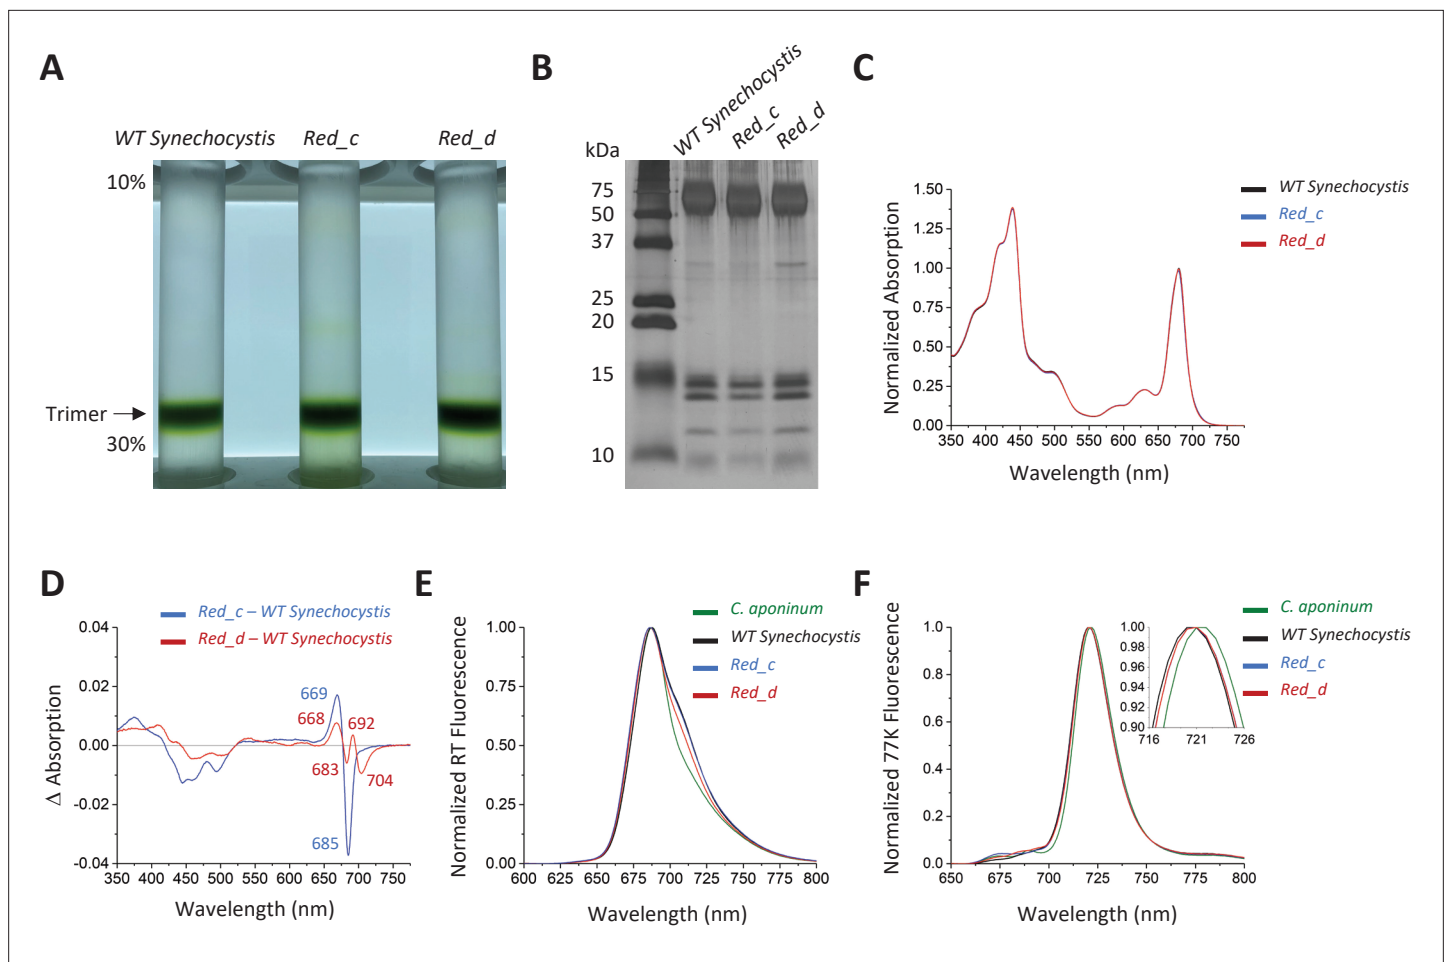 A
WT Synechocystis
Red_c
Red_d
10%
Trimer
30%
B
WT Synechocystis
Red_c
Red_d
kDa
75
50
37
25
20
15
10
C
WT Synechocystis
Red_c
Red_d
Normalized Absorption
1.50
1.25
1.00
0.75
0.50
0.25
0.00
350 400 450 500 550 600 650 700 750
Wavelength (nm)
D
Red_c – WT Synechocystis
Red_d – WT Synechocystis
Δ Absorption
0.04
0.02
0.00
-0.02
-0.04
669
668
692
683
704
685
350 400 450 500 550 600 650 700 750
Wavelength (nm)
E
C. aponinum
WT Synechocystis
Red_c
Red_d
Normalized RT Fluorescence
1.00
0.75
0.50
0.25
0.00
600 625 650 675 700 725 750 775 800
Wavelength (nm)
F
C. aponinum
WT Synechocystis
Red_c
Red_d
Normalized 77K Fluorescence
1.0
0.8
0.6
0.4
0.2
0.0
650 675 700 725 750 775 800
Wavelength (nm)
1.00
0.98
0.96
0.94
0.92
0.90
716 721 726